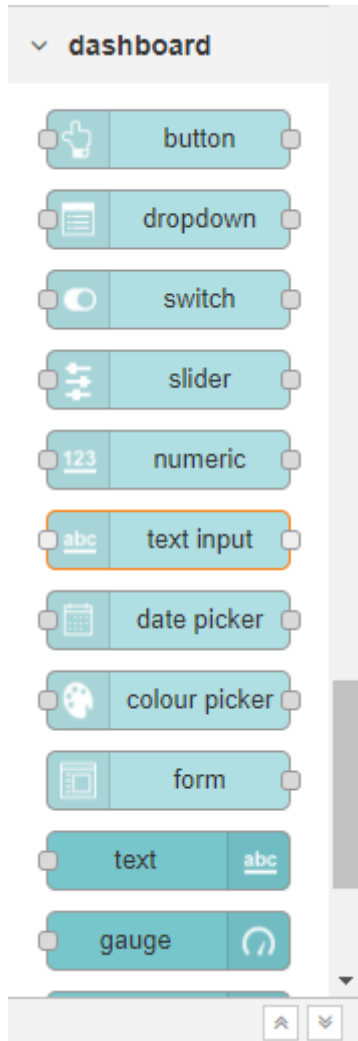 dashboard
button
dropdown
switch
slider
123 numeric
abc text input
date picker
colour picker
form
text abc
gauge